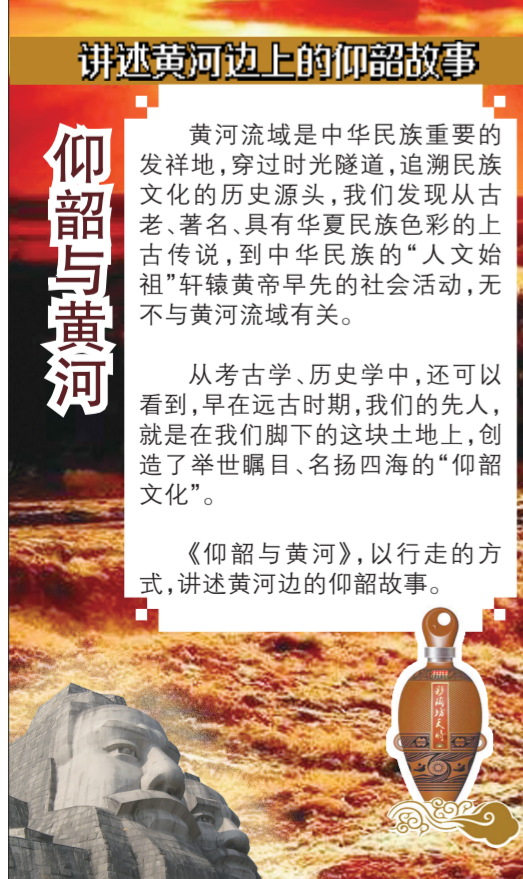 讲述黄河边上的仰韶故事
仰韶与黄河
黄河流域是中华民族重要的
发祥地,穿过时光隧道,追溯民族
文化的历史源头,我们发现从古
老、著名、具有华夏民族色彩的上
古传说,到中华民族的“人文始
祖”轩辕黄帝早先的社会活动,无
不与黄河流域有关。
从考古学、历史学中,还可以
看到,早在远古时期,我们的先人,
就是在我们脚下的这块土地上,创
造了举世瞩目、名扬四海的“仰韶
文化”。
《仰韶与黄河》,以行走的方
式,讲述黄河边的仰韶故事。
彩陶坊天时